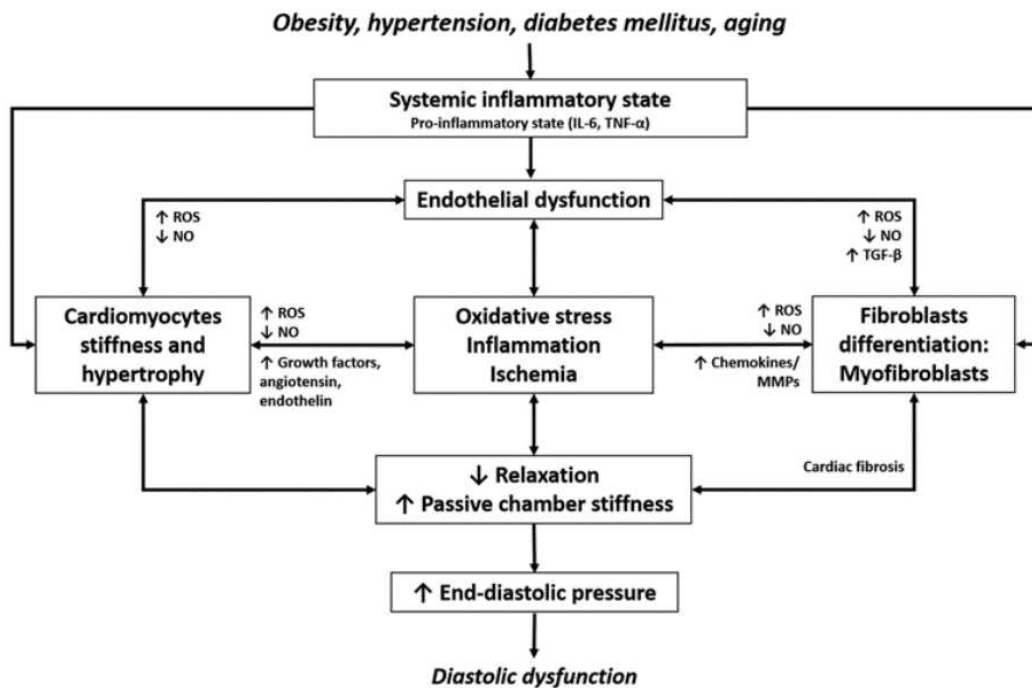 Obesity, hypertension, diabetes mellitus, aging
Systemic inflammatory state
Pro-inflammatory state (IL-6, TNF-α)
Endothelial dysfunction
↑ ROS
↓ NO
↑ ROS
↓ NO
↑ TGF-β
Cardiomyocytes
stiffness and
hypertrophy
↑ ROS
↓ NO
↑ Growth factors,
angiotensin,
endothelin
Oxidative stress
Inflammation
Ischemia
↑ ROS
↓ NO
↑ Chemokines/
MMPs
Fibroblasts
differentiation:
Myofibroblasts
↓ Relaxation
↑ Passive chamber stiffness
Cardiac fibrosis
↑ End-diastolic pressure
Diastolic dysfunction